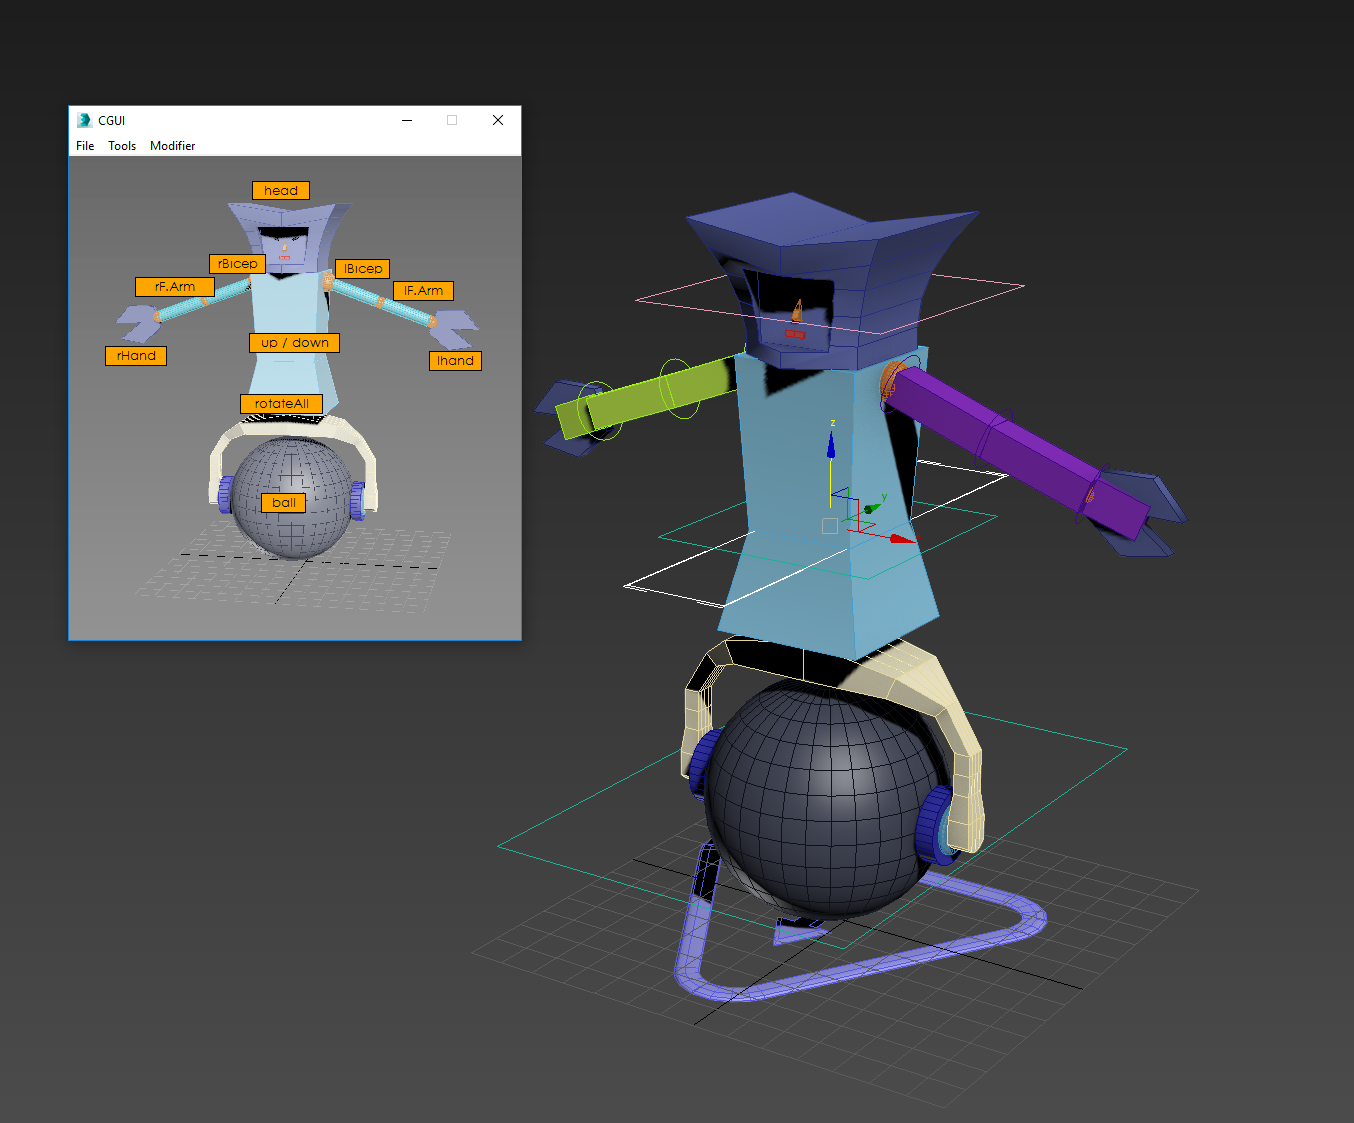 CGUI
File Tools Modifier
head
rBicep
lBicep
rF.Arm
lF.Arm
up / down
rHand
lhand
rotateAll
ball
z
y